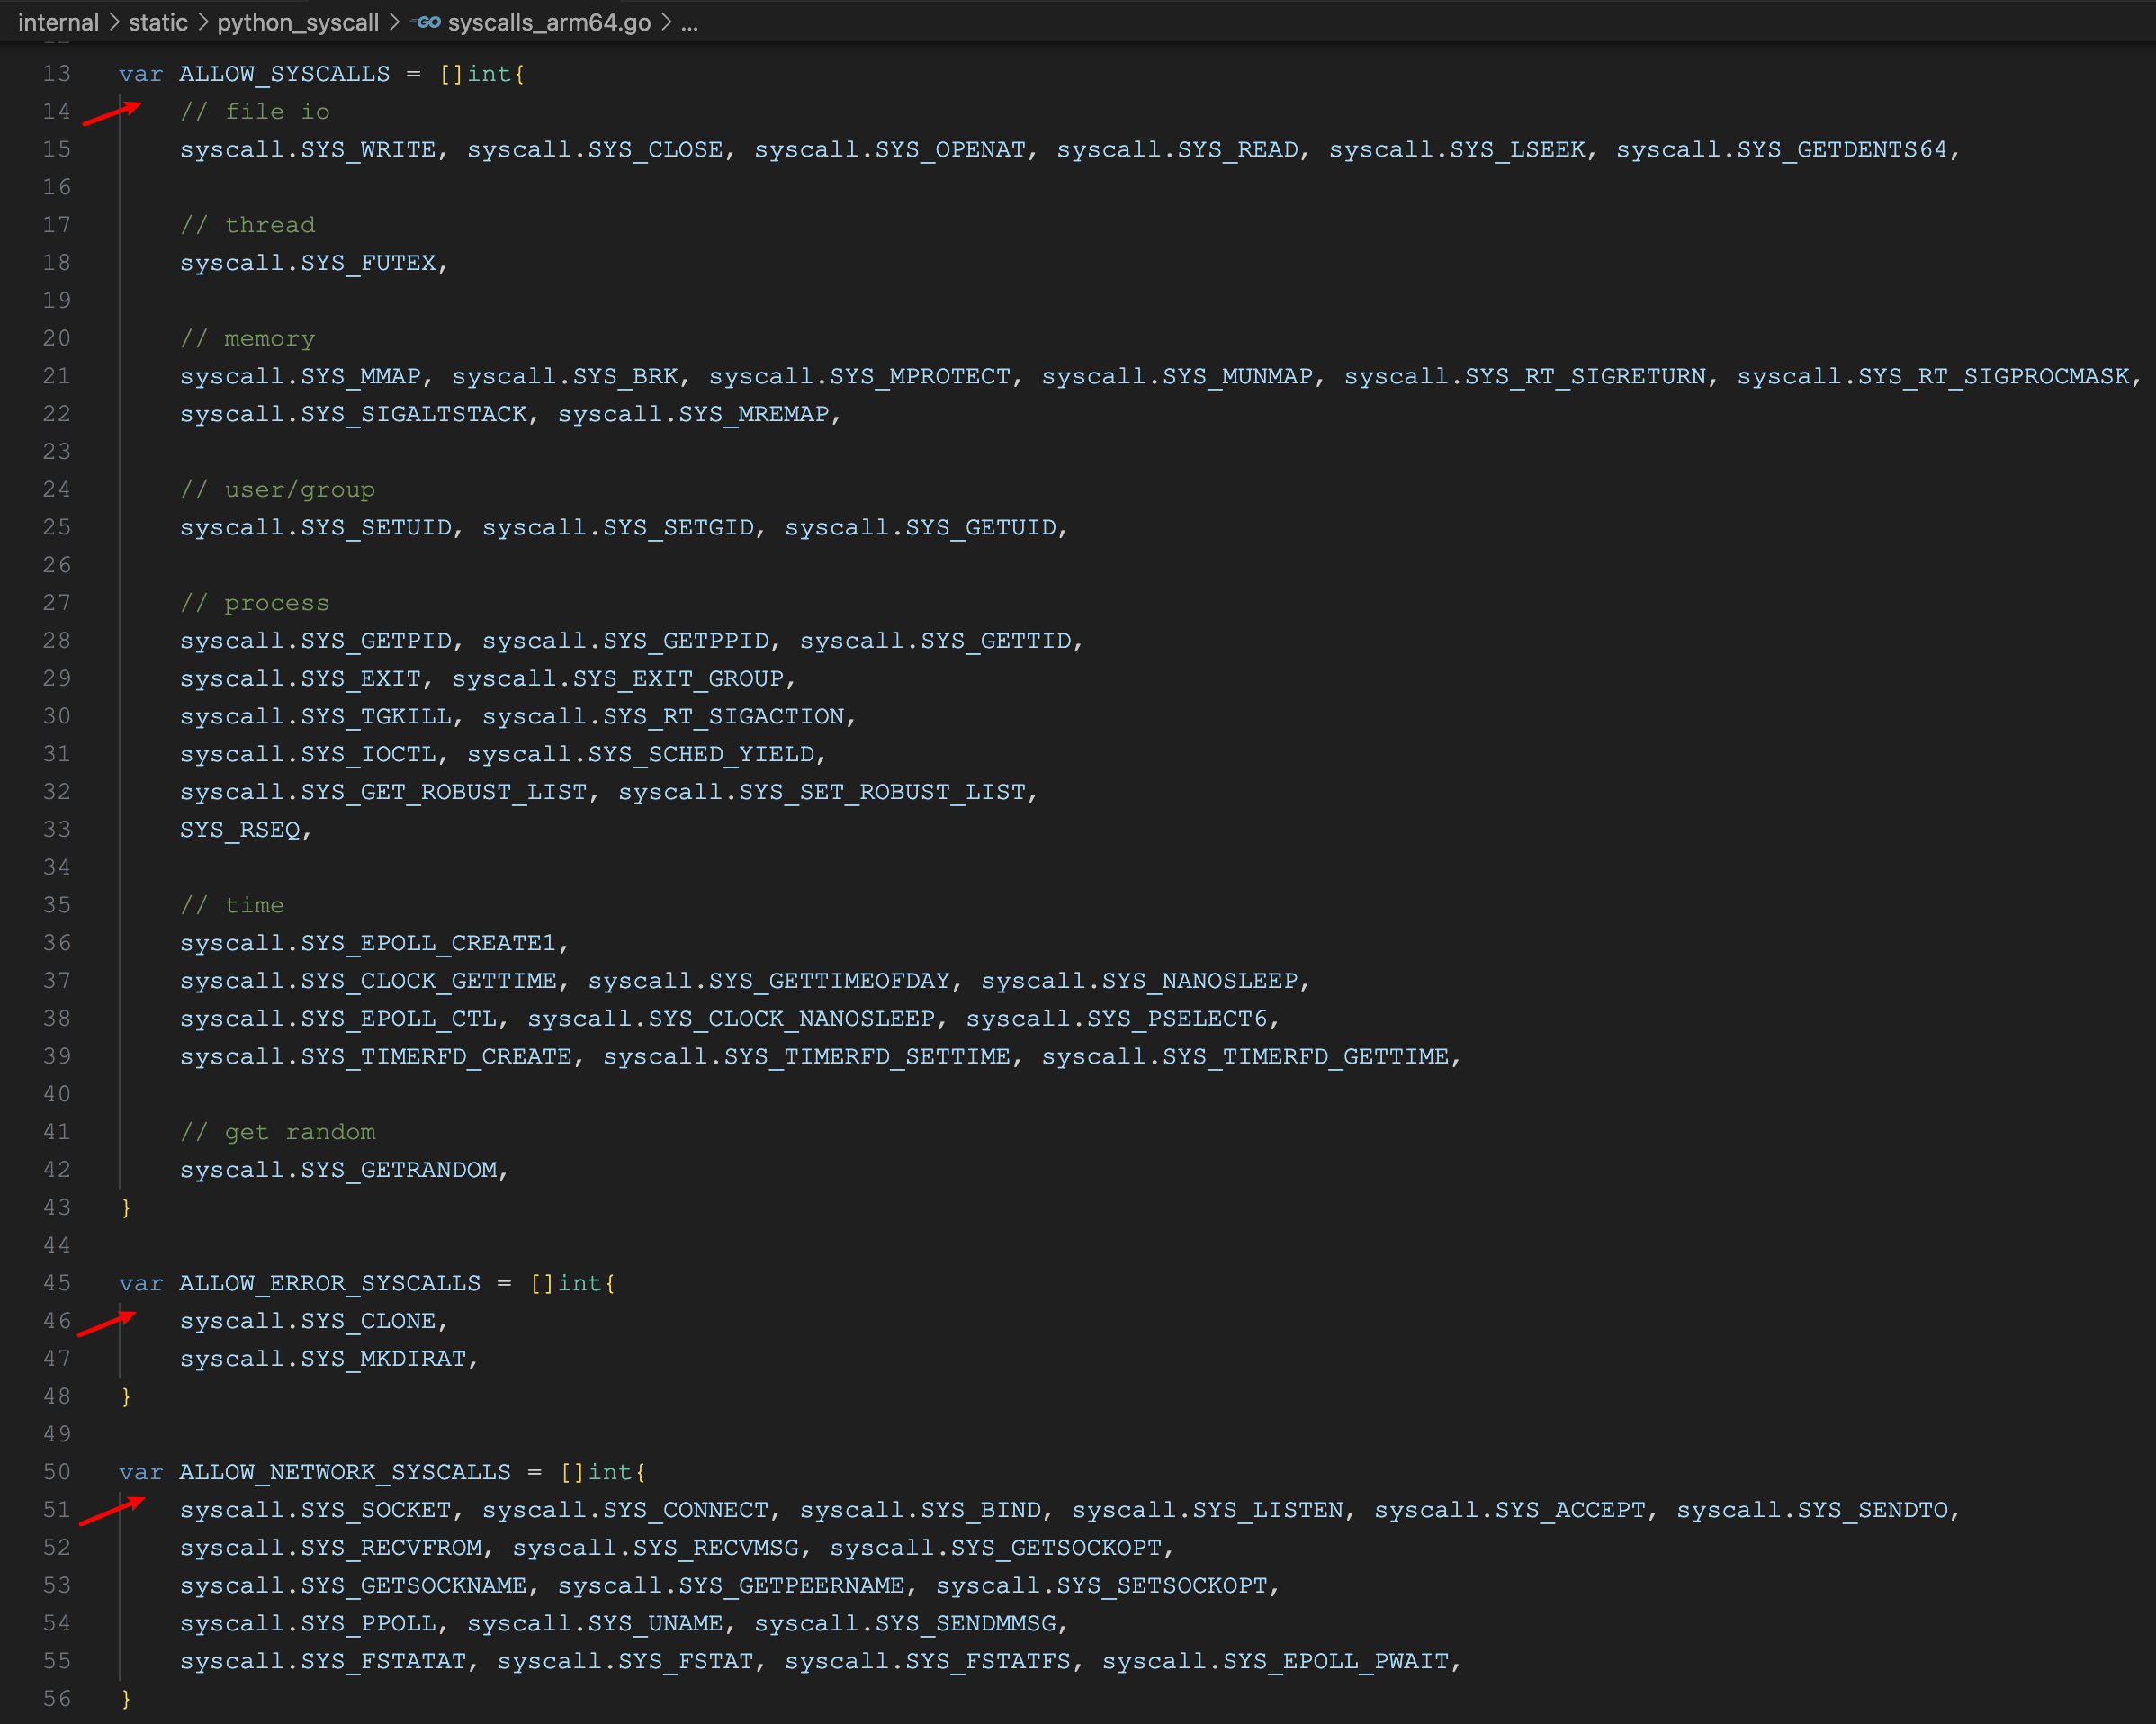 internal > static > python_syscall > GO syscalls_arm64.go > ...
13 var ALLOW_SYSCALLS = []int{
14 // file io
15 syscall.SYS_WRITE, syscall.SYS_CLOSE, syscall.SYS_OPENAT, syscall.SYS_READ, syscall.SYS_LSEEK, syscall.SYS_GETDENTS64,
16
17 // thread
18 syscall.SYS_FUTEX,
19
20 // memory
21 syscall.SYS_MMAP, syscall.SYS_BRK, syscall.SYS_MPROTECT, syscall.SYS_MUNMAP, syscall.SYS_RT_SIGRETURN, syscall.SYS_RT_SIGPROCMASK,
22 syscall.SYS_SIGALTSTACK, syscall.SYS_MREMAP,
23
24 // user/group
25 syscall.SYS_SETUID, syscall.SYS_SETGID, syscall.SYS_GETUID,
26
27 // process
28 syscall.SYS_GETPID, syscall.SYS_GETPPID, syscall.SYS_GETTID,
29 syscall.SYS_EXIT, syscall.SYS_EXIT_GROUP,
30 syscall.SYS_TGKILL, syscall.SYS_RT_SIGACTION,
31 syscall.SYS_IOCTL, syscall.SYS_SCHED_YIELD,
32 syscall.SYS_GET_ROBUST_LIST, syscall.SYS_SET_ROBUST_LIST,
33 SYS_RSEQ,
34
35 // time
36 syscall.SYS_EPOLL_CREATE1,
37 syscall.SYS_CLOCK_GETTIME, syscall.SYS_GETTIMEOFDAY, syscall.SYS_NANOSLEEP,
38 syscall.SYS_EPOLL_CTL, syscall.SYS_CLOCK_NANOSLEEP, syscall.SYS_PSELECT6,
39 syscall.SYS_TIMERFD_CREATE, syscall.SYS_TIMERFD_SETTIME, syscall.SYS_TIMERFD_GETTIME,
40
41 // get random
42 syscall.SYS_GETRANDOM,
43 }
44
45 var ALLOW_ERROR_SYSCALLS = []int{
46 syscall.SYS_CLONE,
47 syscall.SYS_MKDIRAT,
48 }
49
50 var ALLOW_NETWORK_SYSCALLS = []int{
51 syscall.SYS_SOCKET, syscall.SYS_CONNECT, syscall.SYS_BIND, syscall.SYS_LISTEN, syscall.SYS_ACCEPT, syscall.SYS_SENDTO,
52 syscall.SYS_RECVFROM, syscall.SYS_RECVMSG, syscall.SYS_GETSOCKOPT,
53 syscall.SYS_GETSOCKNAME, syscall.SYS_GETPEERNAME, syscall.SYS_SETSOCKOPT,
54 syscall.SYS_PPOLL, syscall.SYS_UNAME, syscall.SYS_SENDMMSG,
55 syscall.SYS_FSTATAT, syscall.SYS_FSTAT, syscall.SYS_FSTATFS, syscall.SYS_EPOLL_PWAIT,
56 }